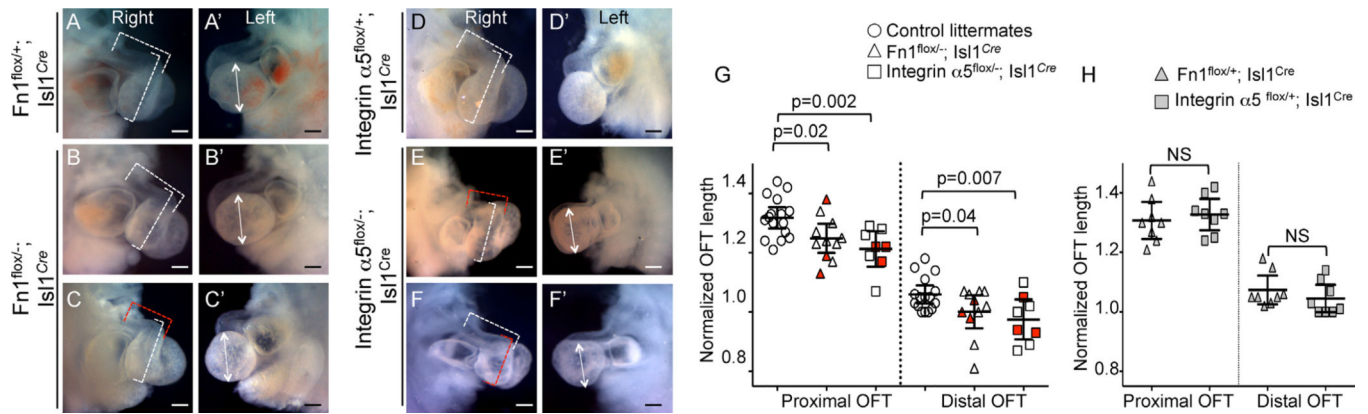 A Right
A' Left
Fn1flox/+;
Isl1Cre
B
B'
C
C'
Fn1flox/-;
Isl1Cre
D Right
D' Left
Integrin α5flox/+;
Isl1Cre
E
E'
F
F'
Integrin α5flox/-;
Isl1Cre
G
Control littermates
Fn1flox/-; Isl1Cre
Integrin α5flox/-; Isl1Cre
p=0.002
p=0.02
p=0.007
p=0.04
Normalized OFT length
1.4
1.2
1.0
0.8
Proximal OFT
Distal OFT
H
Fn1flox/+; Isl1Cre
Integrin α5 flox/+; Isl1Cre
NS
NS
Normalized OFT length
1.4
1.2
1.0
0.8
Proximal OFT
Distal OFT